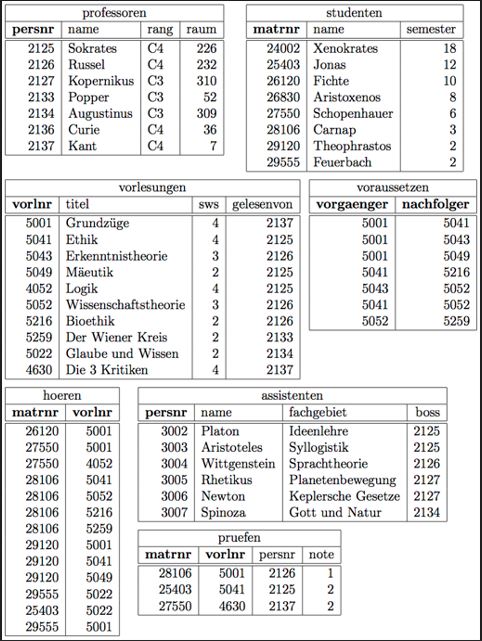 professoren
persnr name rang raum
2125 Sokrates C4 226
2126 Russel C4 232
2127 Kopernikus C3 310
2133 Popper C3 52
2134 Augustinus C3 309
2136 Curie C4 36
2137 Kant C4 7
studenten
matrnr name semester
24002 Xenokrates 18
25403 Jonas 12
26120 Fichte 10
26830 Aristoxenos 8
27550 Schopenhauer 6
28106 Carnap 3
29120 Theophrastos 2
29555 Feuerbach 2
vorlesungen
vorlnr titel sws gelesenvon
5001 Grundzüge 4 2137
5041 Ethik 4 2125
5043 Erkenntnistheorie 3 2126
5049 Mäeutik 2 2125
4052 Logik 4 2125
5052 Wissenschaftstheorie 3 2126
5216 Bioethik 2 2126
5259 Der Wiener Kreis 2 2133
5022 Glaube und Wissen 2 2134
4630 Die 3 Kritiken 4 2137
voraussetzen
vorgaenger nachfolger
5001 5041
5001 5043
5001 5049
5041 5216
5043 5052
5041 5052
5052 5259
hoeren
matrnr vorlnr
26120 5001
27550 5001
27550 4052
28106 5041
28106 5052
28106 5216
28106 5259
29120 5001
29120 5041
29120 5049
29555 5022
25403 5022
29555 5001
assistenten
persnr name fachgebiet boss
3002 Platon Ideenlehre 2125
3003 Aristoteles Syllogistik 2125
3004 Wittgenstein Sprachtheorie 2126
3005 Rhetikus Planetenbewegung 2127
3006 Newton Keplersche Gesetze 2127
3007 Spinoza Gott und Natur 2134
pruefen
matrnr vorlnr persnr note
28106 5001 2126 1
25403 5041 2125 2
27550 4630 2137 2